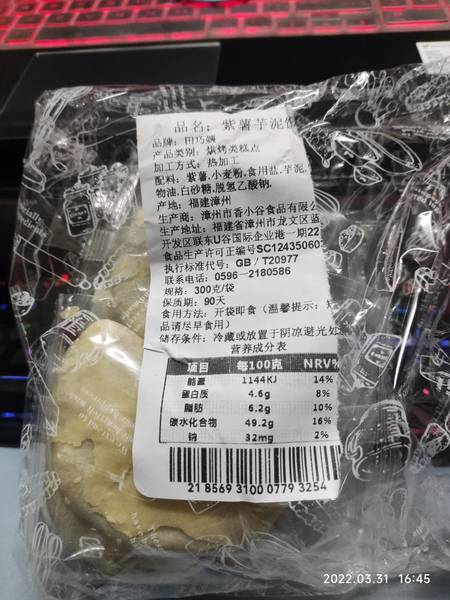 品名：紫薯芋泥
品牌：田巧嫡
产品类别：烘烤类糕点
加工方式：热加工
配料：紫薯,小麦粉,食用盐,芋泥,
物油,白砂糖,脱氢乙酸钠.
产地：福建漳州
生产商：漳州市香小谷食品有限公
生产地址：福建省漳州市龙文区蓝
开发区联东U谷国际企业港一期22
食品生产许可正编号SC12435060
执行标准代号：GB / T20977
联系电话：0596—2180586
规格：300克/袋
保质期：90天
食用方法：开袋即食（温馨提示：
品请尽早食用）
储存条件：冷藏或放置于阴凉避光处
营养成分表
项目 每100克 NRV%
能量 1144KJ 14%
蛋白质 4.6g 8%
脂肪 6.2g 10%
碳水化合物 49.2g 16%
钠 32mg 2%
21 8569 3100 0779 3254
2022.03.31 16:45